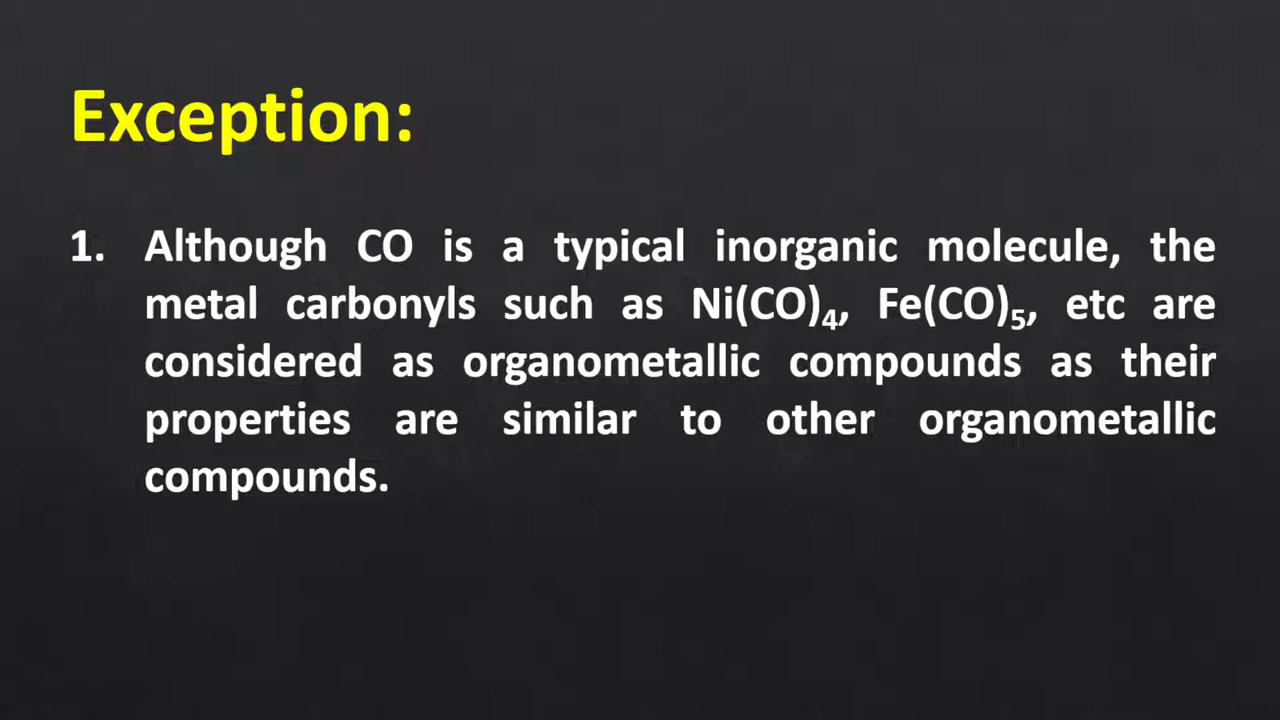 Exception:
1. Although CO is a typical inorganic molecule, the
metal carbonyls such as Ni(CO)₄, Fe(CO)₅, etc are
considered as organometallic compounds as their
properties are similar to other organometallic
compounds.